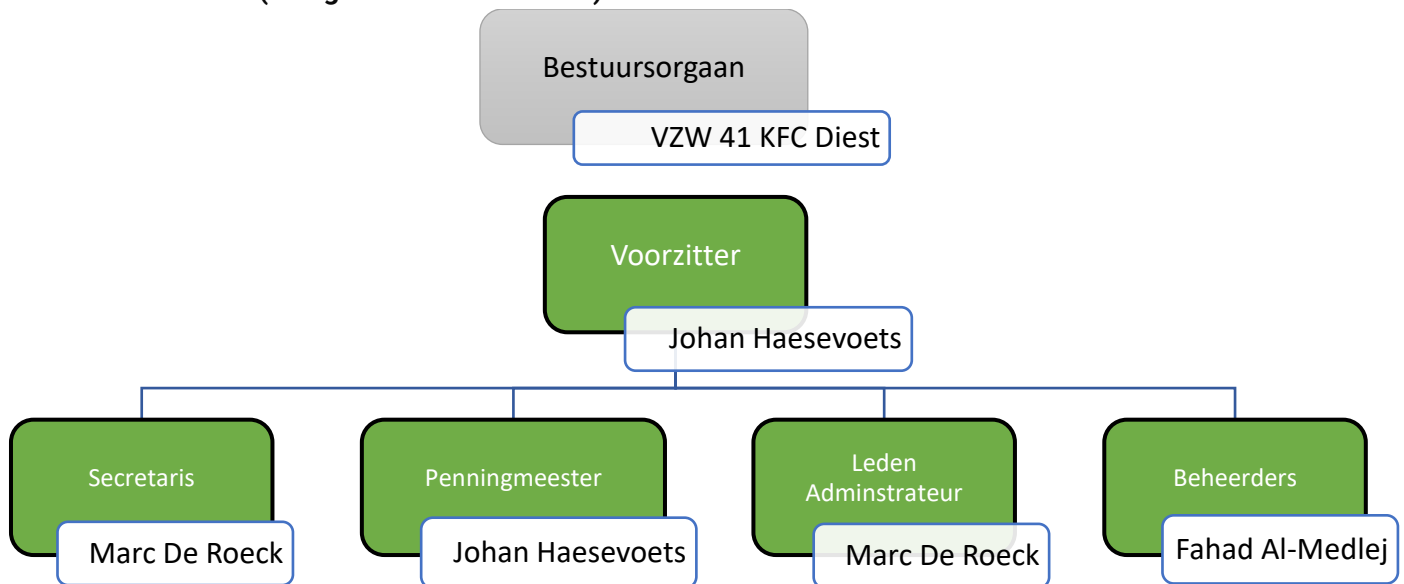 Bestuursorgaan
VZW 41 KFC Diest
Voorzitter
Johan Haesevoets
Secretaris
Marc De Roeck
Penningmeester
Johan Haesevoets
Leden
Adminstrateur
Marc De Roeck
Beheerders
Fahad Al-Medlej